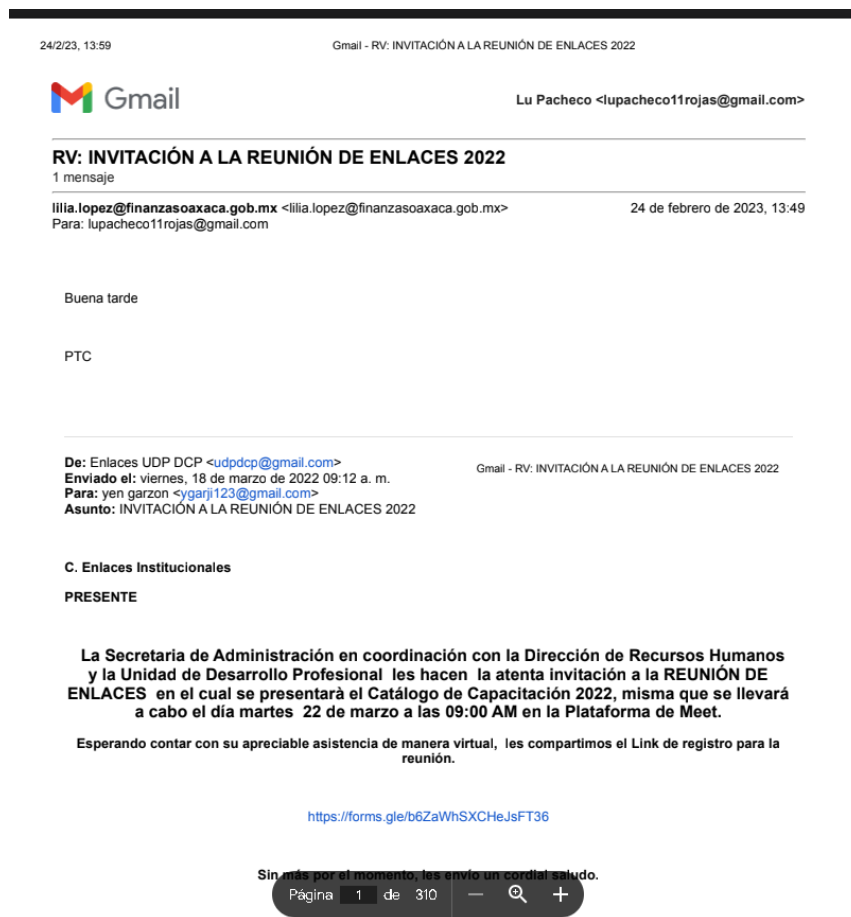 24/2/23, 13:59 Gmail - RV: INVITACIÓN A LA REUNIÓN DE ENLACES 2022
Gmail Lu Pacheco <lupacheco11rojas@gmail.com>
RV: INVITACIÓN A LA REUNIÓN DE ENLACES 2022
1 mensaje
lilia.lopez@finanzasoaxaca.gob.mx <lilia.lopez@finanzasoaxaca.gob.mx> 24 de febrero de 2023, 13:49
Para: lupacheco11rojas@gmail.com
Buena tarde
PTC
De: Enlaces UDP DCP <udpdcp@gmail.com>
Gmail - RV: INVITACIÓN A LA REUNIÓN DE ENLACES 2022
Enviado el: viernes, 18 de marzo de 2022 09:12 a. m.
Para: yen garzon <ygarji123@gmail.com>
Asunto: INVITACIÓN A LA REUNIÓN DE ENLACES 2022
C. Enlaces Institucionales
PRESENTE
La Secretaria de Administración en coordinación con la Dirección de Recursos Humanos
y la Unidad de Desarrollo Profesional les hacen la atenta invitación a la REUNIÓN DE
ENLACES en el cual se presentarà el Catálogo de Capacitación 2022, misma que se llevará
a cabo el día martes 22 de marzo a las 09:00 AM en la Plataforma de Meet.
Esperando contar con su apreciable asistencia de manera virtual, les compartimos el Link de registro para la
reunión.
https://forms.gle/b6ZaWhSXCHeJsFT36
Sin más por el momento, les envío un cordial saludo.
Página 1 de 310